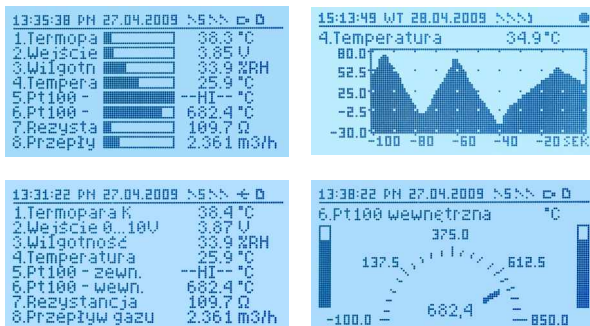 13:35:38 PN 27.04.2009
1.Termopa 38.3 °C
2.Wejście 3.85 V
3.Wilgotn 33.9 %RH
4.Tempera 25.9 °C
5.Pt100 - --HI-- °C
6.Pt100 - 682.4 °C
7.Rezysta 109.7 Ω
8.Przepły 2.361 m3/h
15:13:49 WT 28.04.2009
4.Temperatura 34.9°C
80.0
52.5
25.0
-2.5
-30.0
-100 -80 -60 -40 -20 SEK
13:31:22 PN 27.04.2009
1.Termopara K 38.4 °C
2.Wejście 0...10V 3.87 V
3.Wilgotność 33.9 %RH
4.Temperatura 25.9 °C
5.Pt100 - zewn. --HI-- °C
6.Pt100 - wewn. 682.4 °C
7.Rezystancja 109.7 Ω
8.Przepływ gazu 2.361 m3/h
13:38:22 PN 27.04.2009
6.Pt100 wewnętrzna °C
375.0
137.5 612.5
682,4
-100.0 850.0